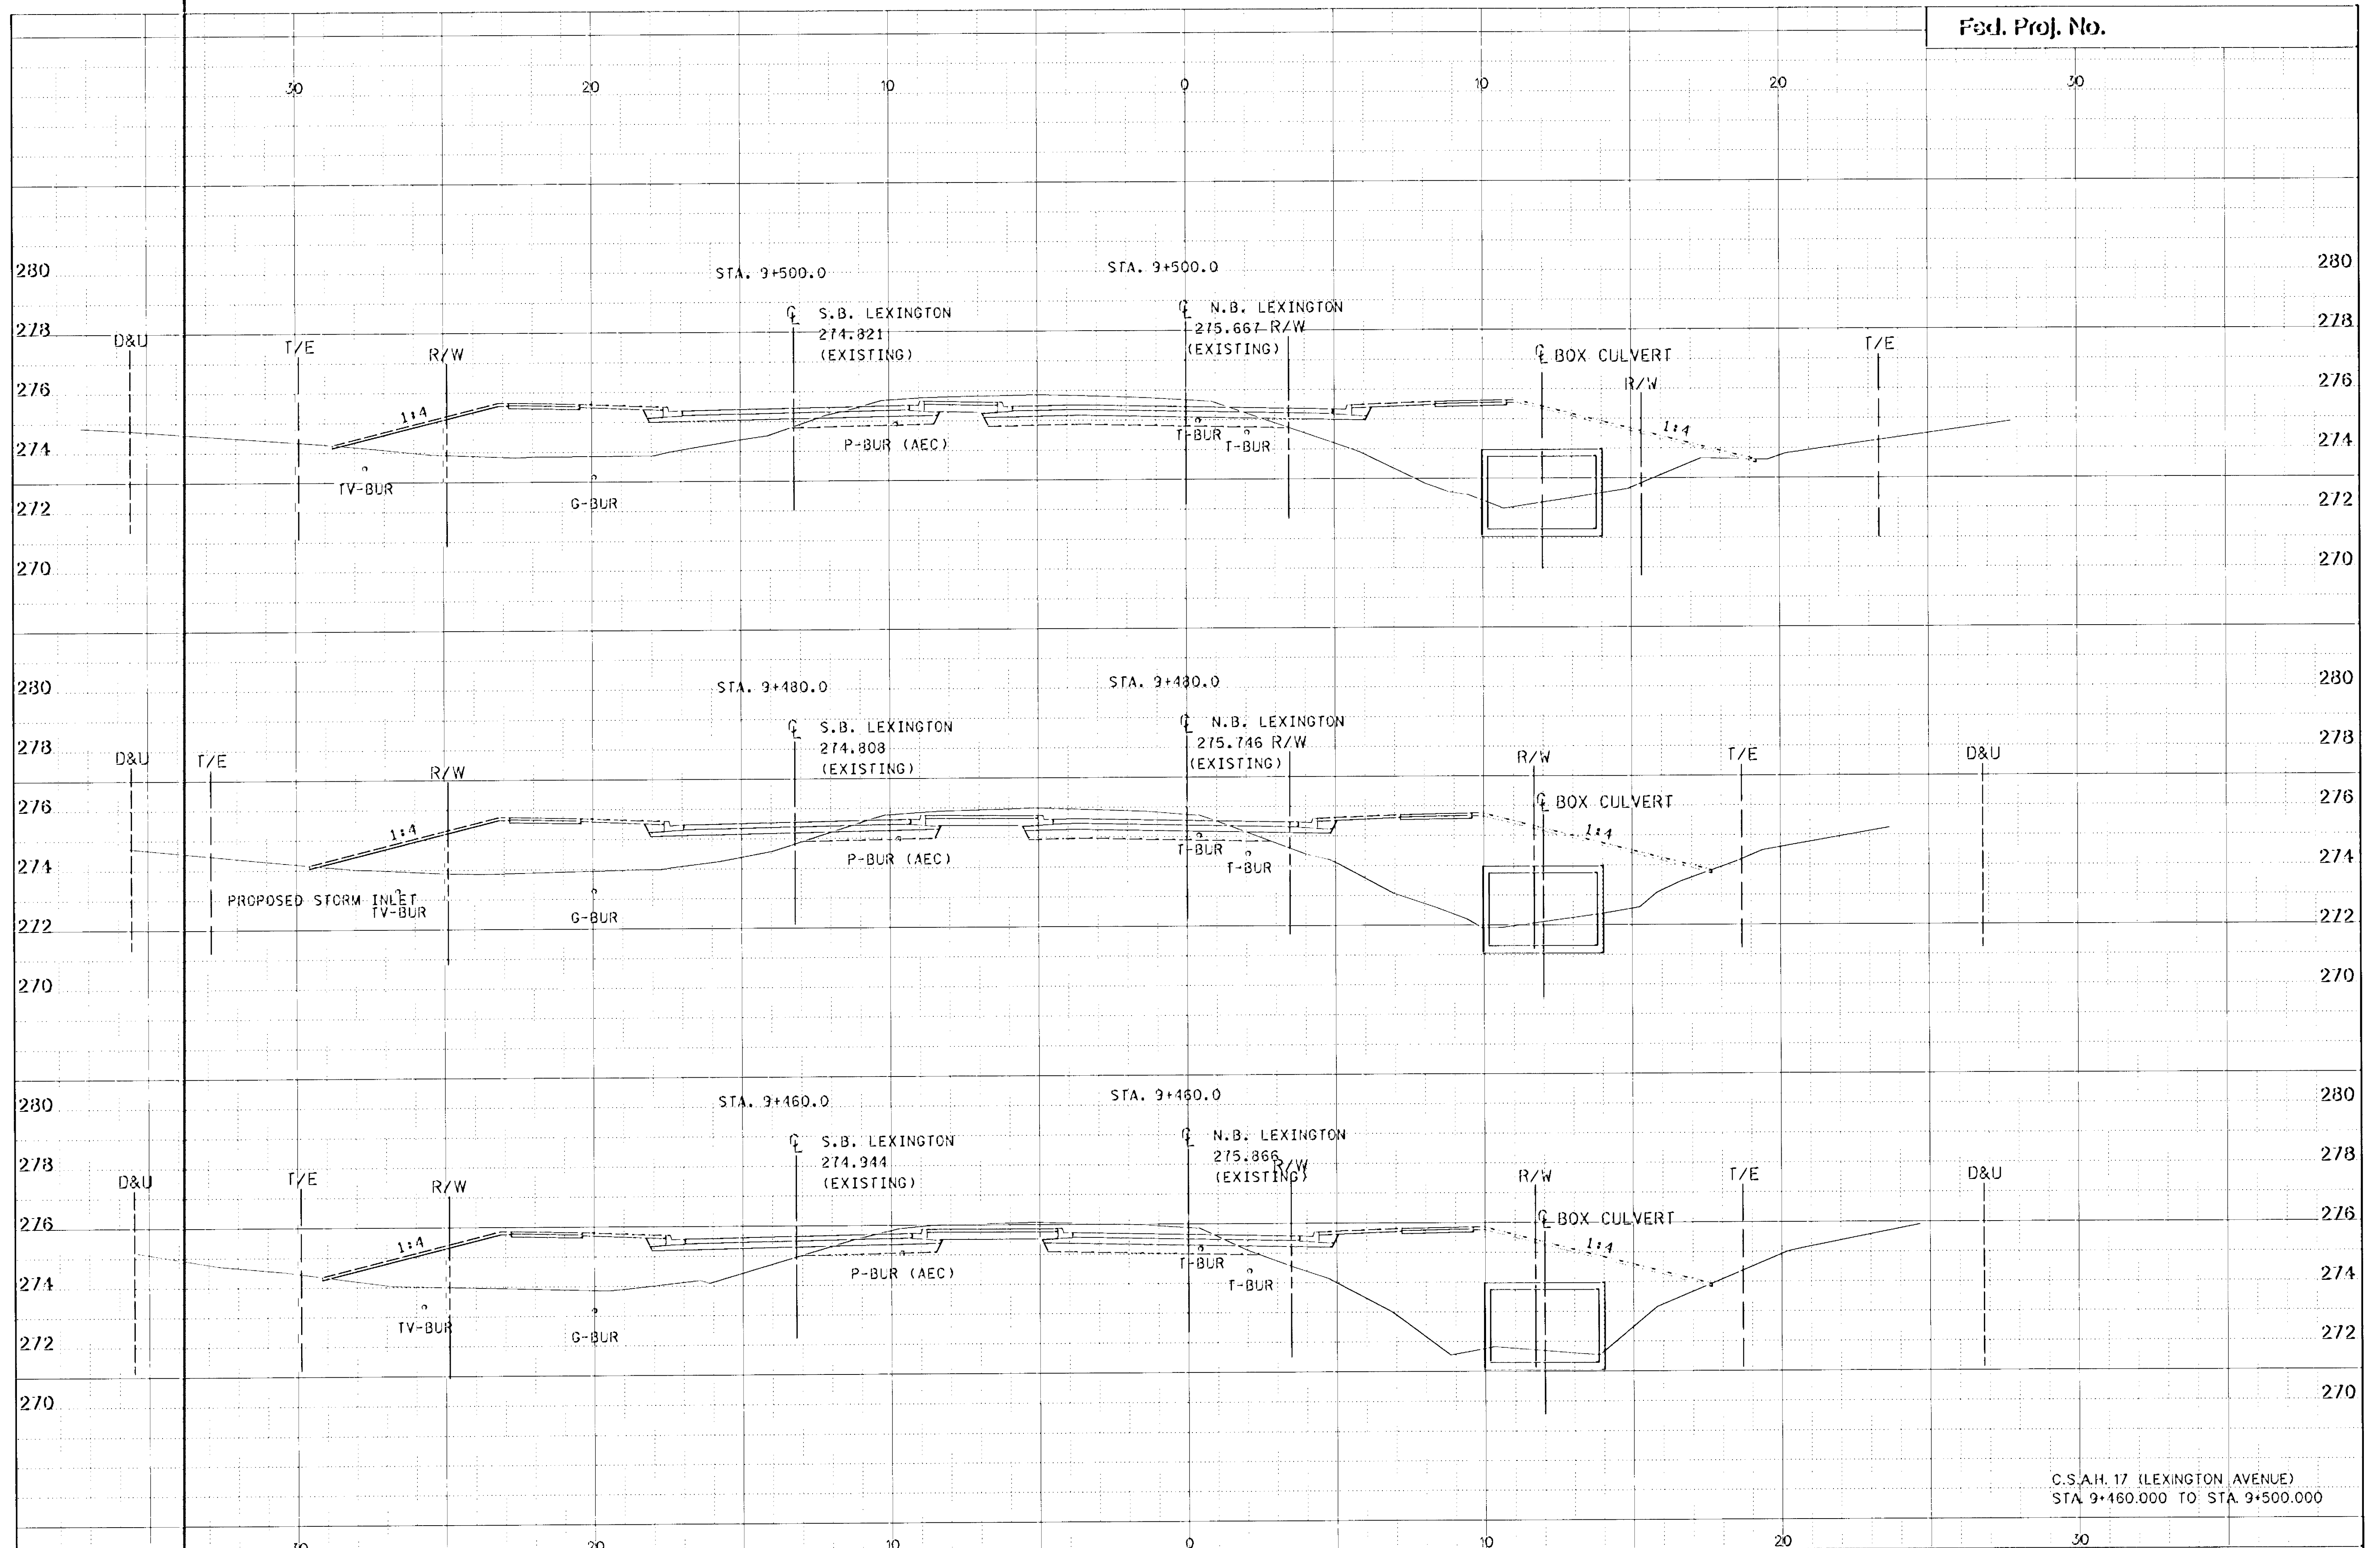 Fed. Proj. No.
30 20 10 0 10 20 30
STA. 9+500.0 STA. 9+500.0
280 280
℄ S.B. LEXINGTON ℄ N.B. LEXINGTON
274.821 275.667 R/W
(EXISTING) (EXISTING)
278 278
D&U T/E R/W ℄ BOX CULVERT R/W T/E
276 276
1:4 1:4
274 274
P-BUR (AEC) T-BUR
T-BUR
TV-BUR G-BUR
272 272
270 270
280 280
STA. 9+480.0 STA. 9+480.0
℄ S.B. LEXINGTON ℄ N.B. LEXINGTON
274.808 275.746 R/W
(EXISTING) (EXISTING)
278 278
D&U T/E R/W R/W T/E D&U
276 276
℄ BOX CULVERT
1:4 1:4
274 274
P-BUR (AEC) T-BUR
T-BUR
PROPOSED STORM INLET
TV-BUR G-BUR
272 272
270 270
280 280
STA. 9+460.0 STA. 9+460.0
℄ S.B. LEXINGTON ℄ N.B. LEXINGTON
274.944 275.866
(EXISTING) R/W (EXISTING)
278 278
D&U T/E R/W R/W T/E D&U
276 276
℄ BOX CULVERT
1:4 1:4
274 274
P-BUR (AEC) T-BUR
T-BUR
TV-BUR G-BUR
272 272
270 270
C.S.A.H. 17 (LEXINGTON AVENUE)
STA. 9+460.000 TO STA. 9+500.000
30 20 10 0 10 20 30